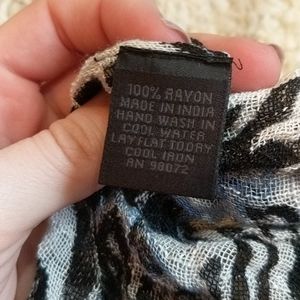 100% RAYON
MADE IN INDIA
HAND WASH IN
COOL WATER
LAY FLAT TO DRY
COOL IRON
RN 98072